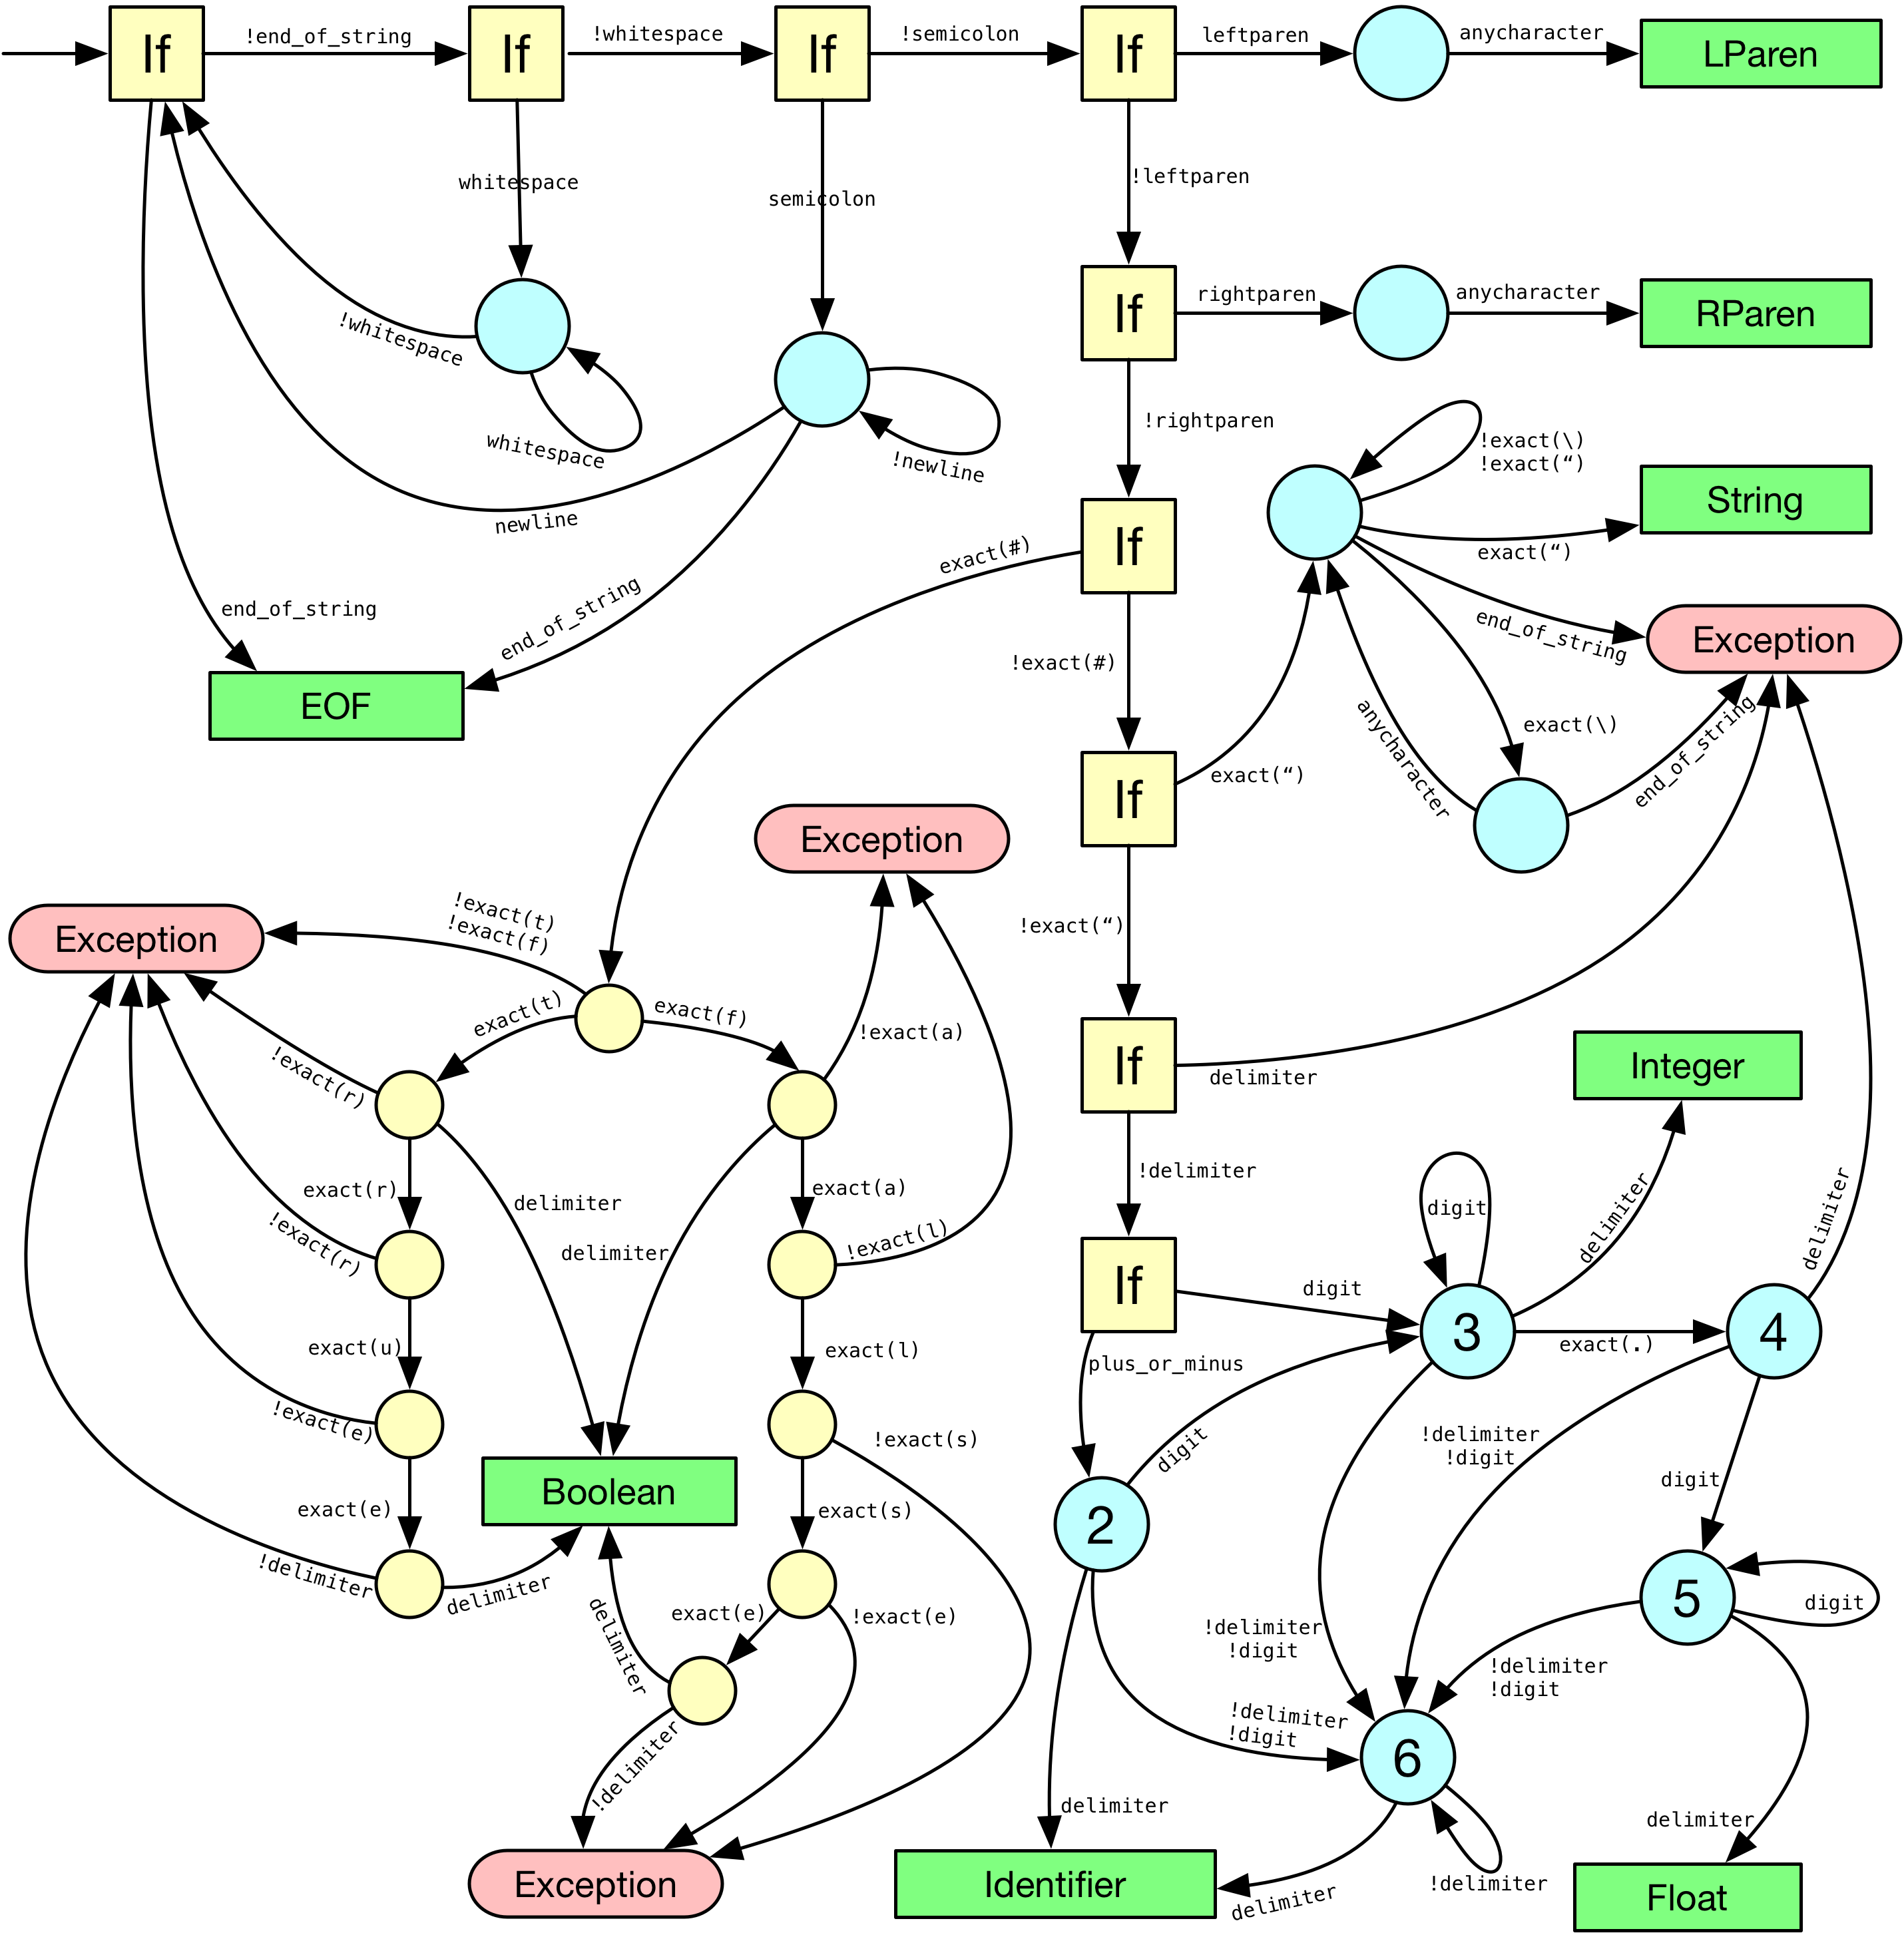 If
!end_of_string
If
!whitespace
If
!semicolon
If
leftparen
anycharacter
LParen
whitespace
semicolon
!leftparen
!whitespace
whitespace
!newline
newline
end_of_string
end_of_string
EOF
If
rightparen
anycharacter
RParen
!rightparen
If
exact(#)
!exact(#)
!exact(\)
!exact(“)
String
exact(“)
end_of_string
Exception
exact(\)
anycharacter
end_of_string
If
exact(“)
!exact(“)
Exception
Exception
!exact(t)
!exact(f)
exact(t)
exact(f)
!exact(a)
!exact(r)
If
delimiter
!delimiter
Integer
exact(r)
delimiter
delimiter
exact(a)
!exact(r)
!exact(l)
exact(u)
exact(l)
!exact(e)
!exact(s)
exact(e)
Boolean
exact(s)
!delimiter
delimiter
delimiter
exact(e)
!exact(e)
!delimiter
Exception
If
digit
digit
3
delimiter
exact(.)
4
delimiter
plus_or_minus
digit
2
!delimiter
!digit
digit
5
digit
!delimiter
!digit
!delimiter
!digit
!delimiter
!digit
6
delimiter
delimiter
!delimiter
delimiter
Identifier
Float